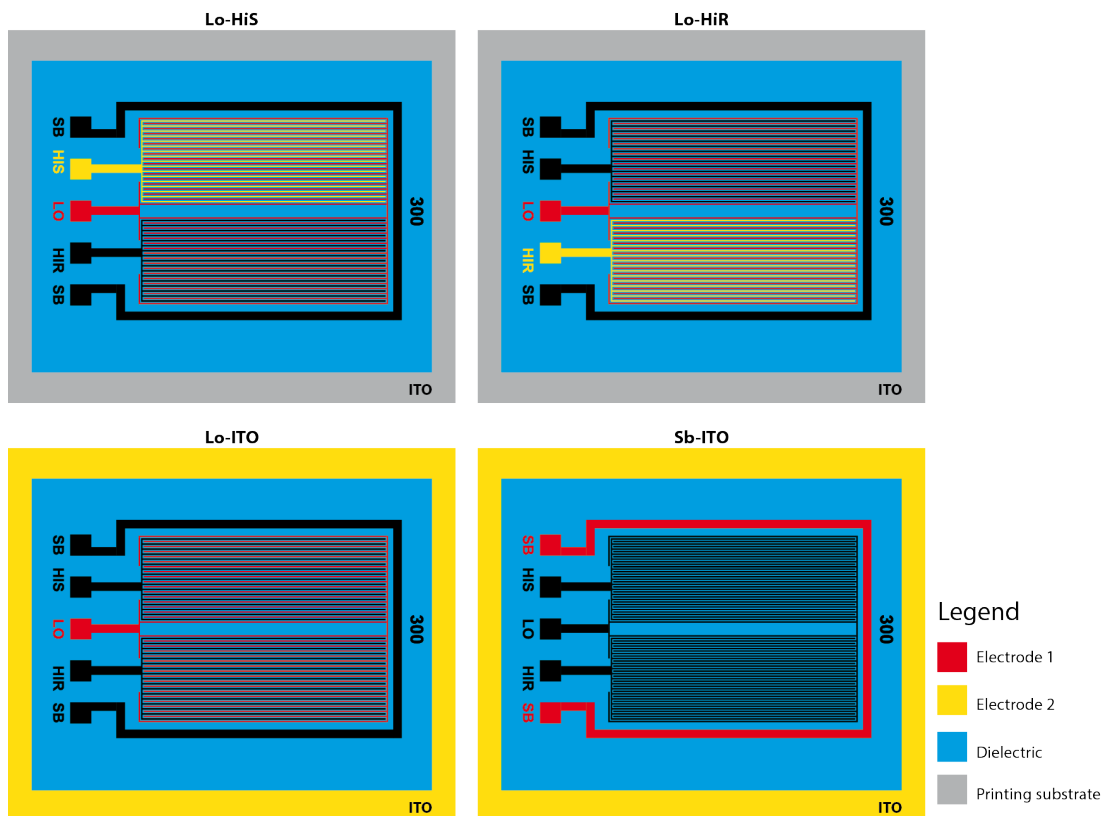 Lo-HiS
Lo-HiR
SB
HIS
LO
HIR
SB
300
ITO
SB
HIS
LO
HIR
SB
300
ITO
Lo-ITO
Sb-ITO
SB
HIS
LO
HIR
SB
300
ITO
SB
HIS
LO
HIR
SB
300
ITO
Legend
Electrode 1
Electrode 2
Dielectric
Printing substrate